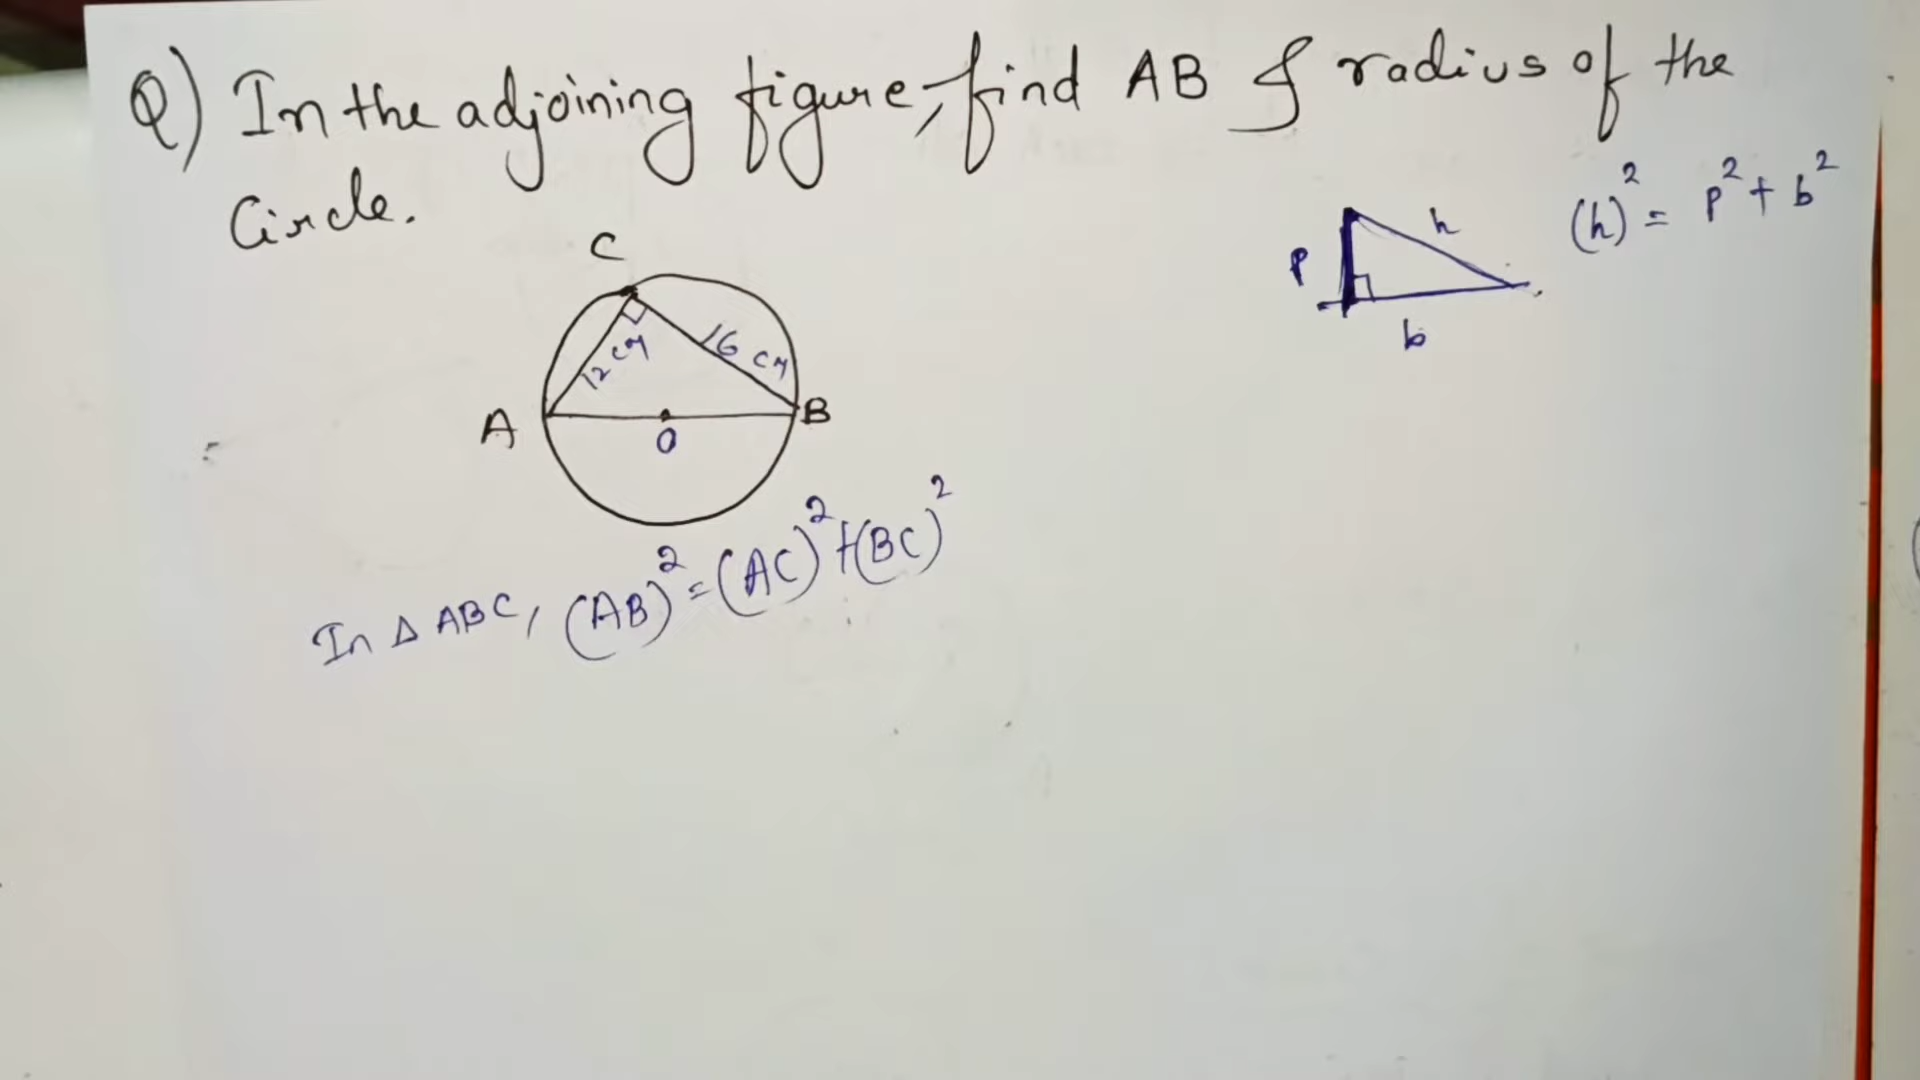 Q) In the adjoining figure, find AB & radius of the
Circle.
(h)² = p² + b²
p
h
b
C
12 cm
16 cm
A
O
B
In Δ ABC, (AB)² = (AC)² + (BC)²